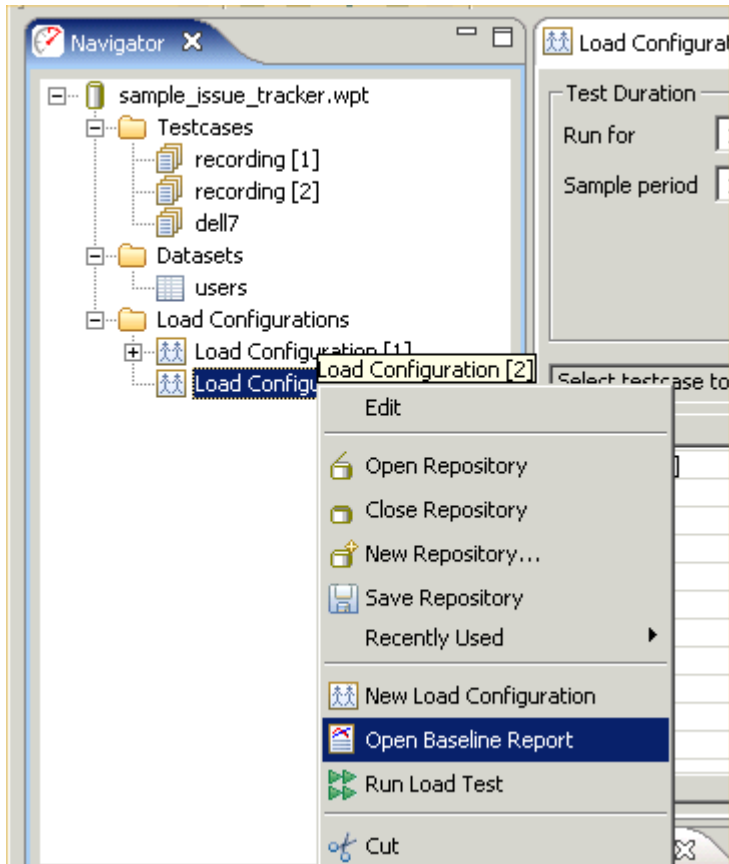 Navigator
sample_issue_tracker.wpt
Testcases
recording [1]
recording [2]
dell7
Datasets
users
Load Configurations
Load Configuration [1]
Load Configu
Load Configuration [2]
Edit
Open Repository
Close Repository
New Repository...
Save Repository
Recently Used
New Load Configuration
Open Baseline Report
Run Load Test
Cut
Load Configurat
Test Duration
Run for
Sample period
Select testcase to
]